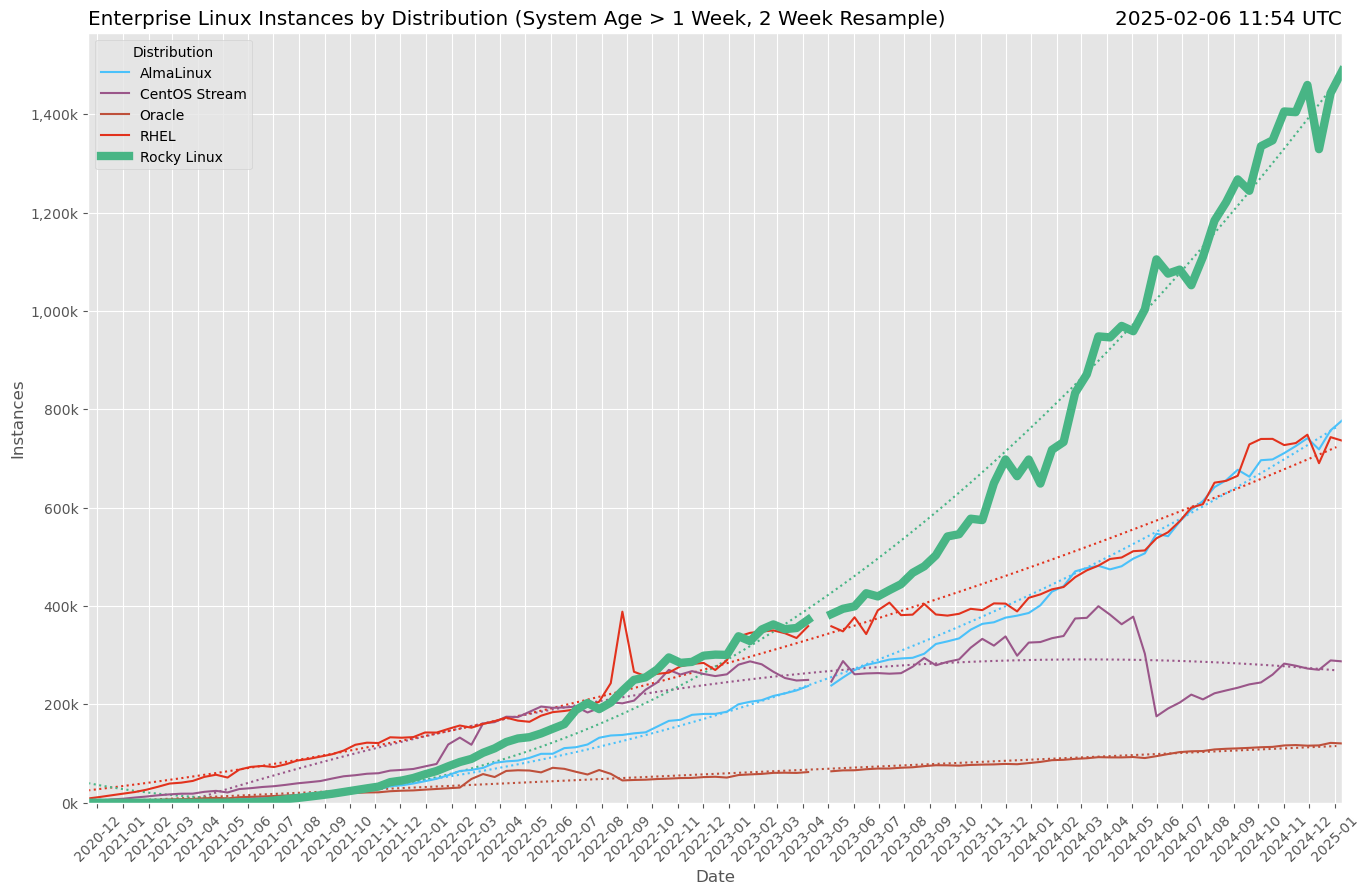 Enterprise Linux Instances by Distribution (System Age > 1 Week, 2 Week Resample)
2025-02-06 11:54 UTC
Distribution
AlmaLinux
CentOS Stream
Oracle
RHEL
Rocky Linux
1,400k
1,200k
1,000k
800k
600k
400k
200k
0k
Instances
2020-12
2021-01
2021-02
2021-03
2021-04
2021-05
2021-06
2021-07
2021-08
2021-09
2021-10
2021-11
2021-12
2022-01
2022-02
2022-03
2022-04
2022-05
2022-06
2022-07
2022-08
2022-09
2022-10
2022-11
2022-12
2023-01
2023-02
2023-03
2023-04
2023-05
2023-06
2023-07
2023-08
2023-09
2023-10
2023-11
2023-12
2024-01
2024-02
2024-03
2024-04
2024-05
2024-06
2024-07
2024-08
2024-09
2024-10
2024-11
2024-12
2025-01
Date